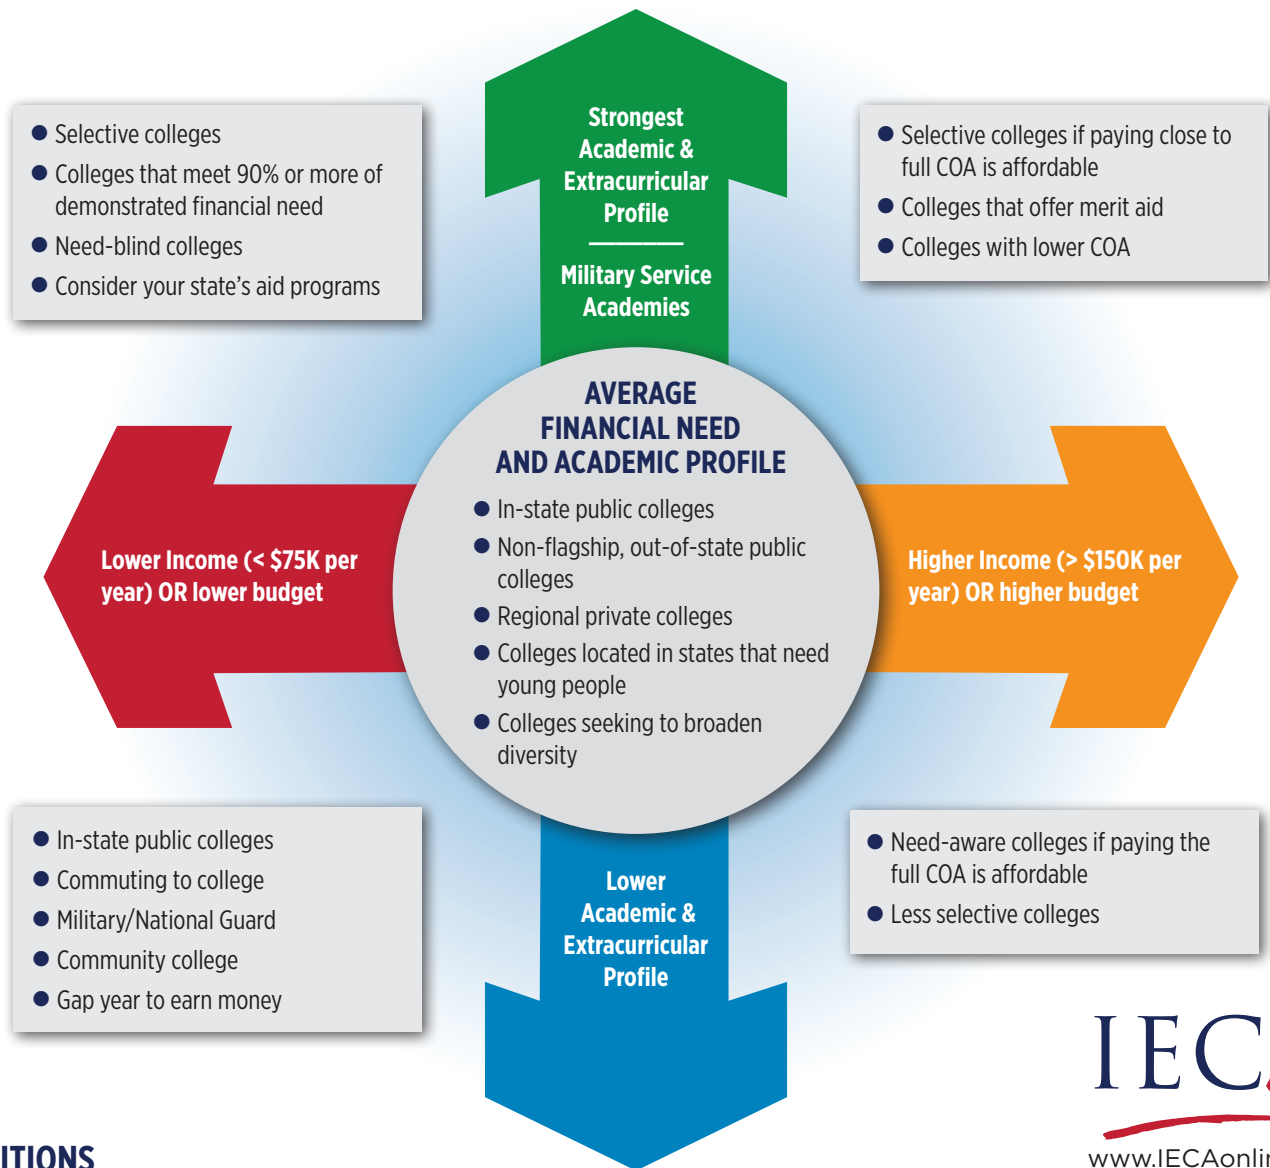 Strongest
Academic &
Extracurricular
Profile
Military Service
Academies
● Selective colleges
● Colleges that meet 90% or more of
demonstrated financial need
● Need-blind colleges
● Consider your state’s aid programs
● Selective colleges if paying close to
full COA is affordable
● Colleges that offer merit aid
● Colleges with lower COA
Lower Income (< $75K per
year) OR lower budget
AVERAGE
FINANCIAL NEED
AND ACADEMIC PROFILE
● In-state public colleges
● Non-flagship, out-of-state public
colleges
● Regional private colleges
● Colleges located in states that need
young people
● Colleges seeking to broaden
diversity
Higher Income (> $150K per
year) OR higher budget
● In-state public colleges
● Commuting to college
● Military/National Guard
● Community college
● Gap year to earn money
Lower
Academic &
Extracurricular
Profile
● Need-aware colleges if paying the
full COA is affordable
● Less selective colleges
IEC
ITIONS
www.IECAonlin